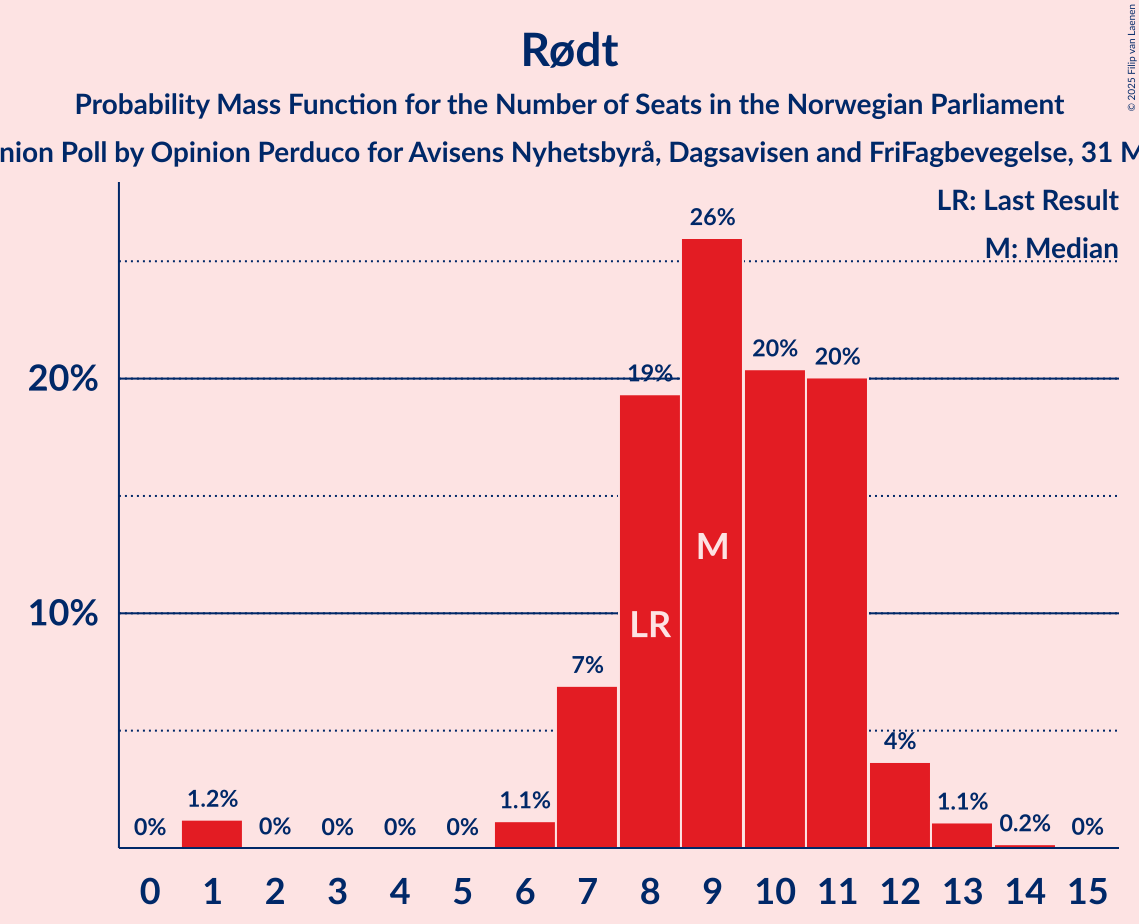 Rødt
Probability Mass Function for the Number of Seats in the Norwegian Parliament
Poll by Opinion Perduco for Avisens Nyhetsbyrå, Dagsavisen and FriFagbevegelse, 31
© 2025 Filip van Laenen
LR: Last Result
M: Median
20%
10%
0%
1.2%
0%
0%
0%
0%
1.1%
7%
19%
26%
20%
20%
4%
1.1%
0.2%
0%
LR
M
0 1 2 3 4 5 6 7 8 9 10 11 12 13 14 15